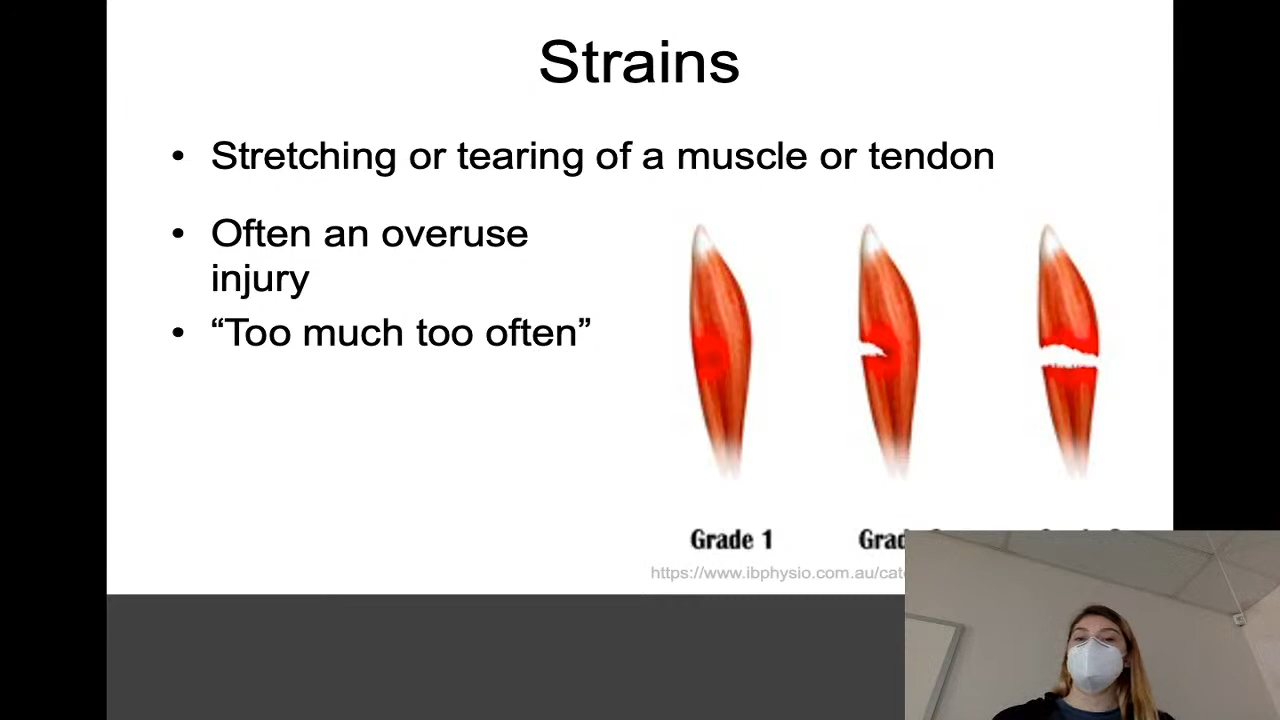 Strains
• Stretching or tearing of a muscle or tendon
• Often an overuse
injury
• “Too much too often”
Grade 1
https://www.ibphysio.com.au/cate